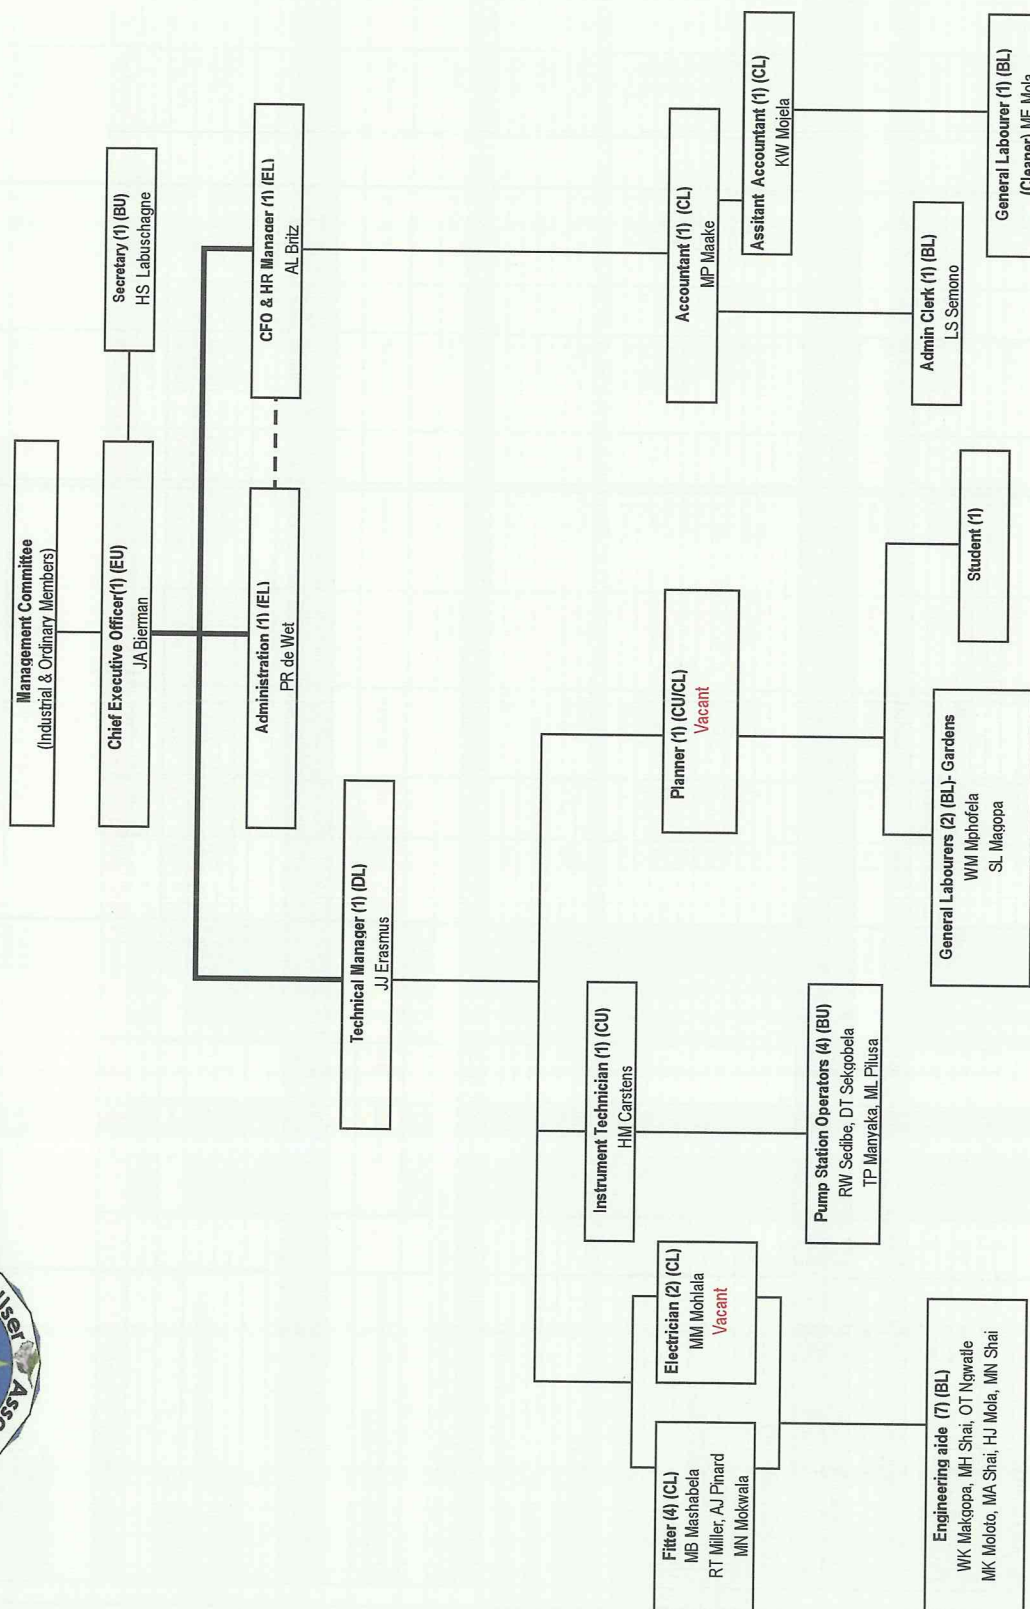 Management Committee
(Industrial & Ordinary Members)
Chief Executive Officer(1) (EU)
JA Bierman
Secretary (1) (BU)
HS Labuschagne
Administration (1) (EL)
PR de Wet
CFO & HR Manager (1) (EL)
AL Britz
Technical Manager (1) (DL)
JJ Erasmus
Instrument Technician (1) (CU)
HM Carstens
Fitter (4) (CL)
MB Mashabela
RT Miller, AJ Pinard
MN Mokwala
Electrician (2) (CL)
MM Mohlala
Vacant
Planner (1) (CU/CL)
Vacant
Accountant (1) (CL)
MP Maake
Assitant Accountant (1) (CL)
KW Mojela
Pump Station Operators (4) (BU)
RW Sedibe, DT Sekgobela
TP Manyaka, ML Pilusa
Engineering aide (7) (BL)
WK Makgopa, MH Shai, OT Ngwatle
MK Moloto, MA Shai, HJ Mola, MN Shai
General Labourers (2) (BL)- Gardens
WM Mphofela
SL Magopa
Student (1)
Admin Clerk (1) (BL)
LS Semono
General Labourer (1) (BL)
(Cleaner) ME Mola
User